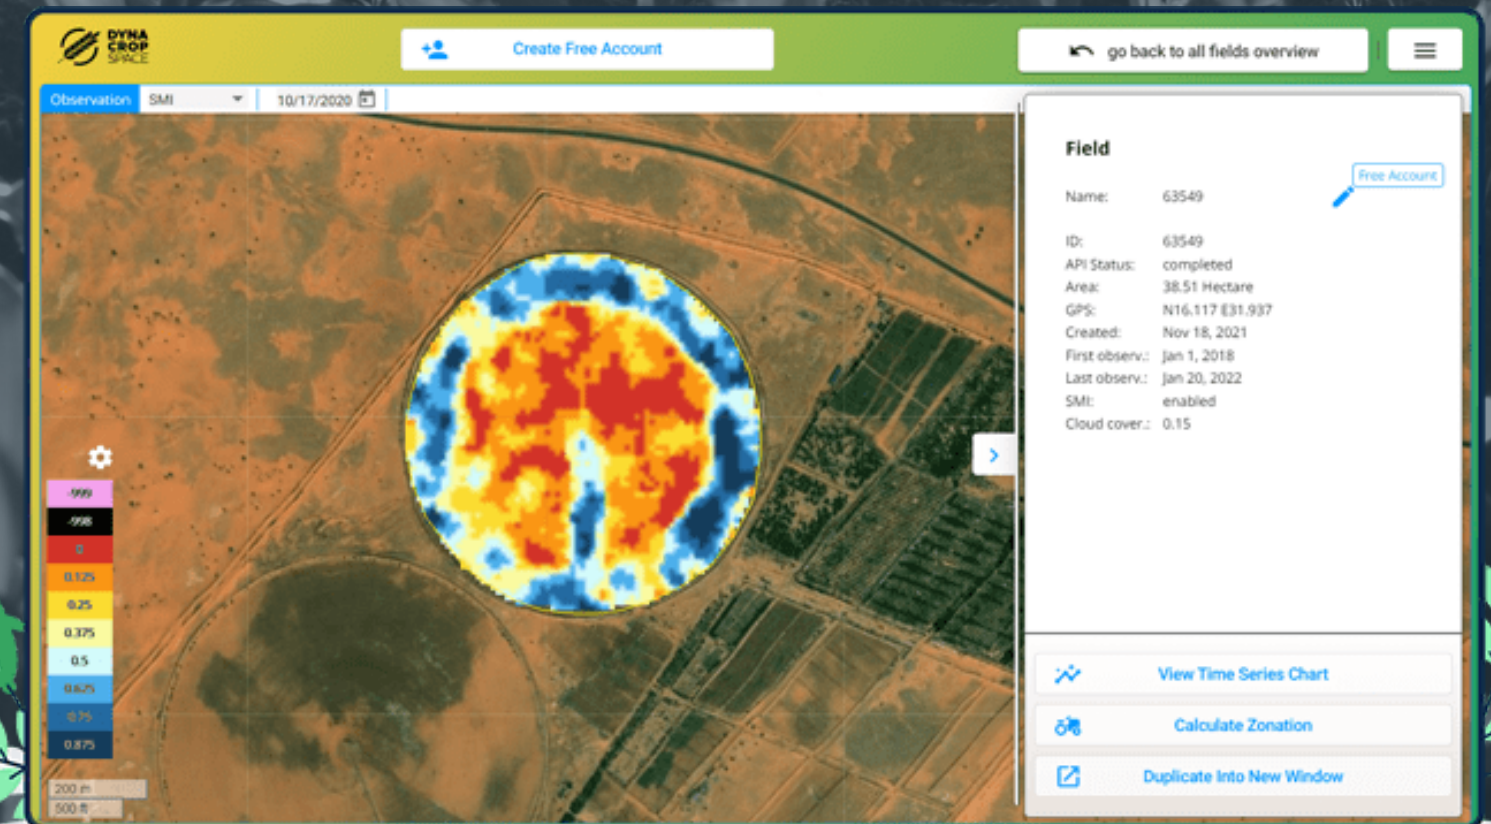 DYNA
CROP
SPACE
Create Free Account
go back to all fields overview
Observation SMI 10/17/2020
Field
Free Account
Name: 63549
ID: 63549
API Status: completed
Area: 38.51 Hectare
GPS: N16.117 E31.937
Created: Nov 18, 2021
First observ.: Jan 1, 2018
Last observ.: Jan 20, 2022
SMI: enabled
Cloud cover.: 0.15
-999
-998
0
0.125
0.25
0.375
0.5
0.625
0.75
0.875
200 m
500 ft
View Time Series Chart
Calculate Zonation
Duplicate Into New Window